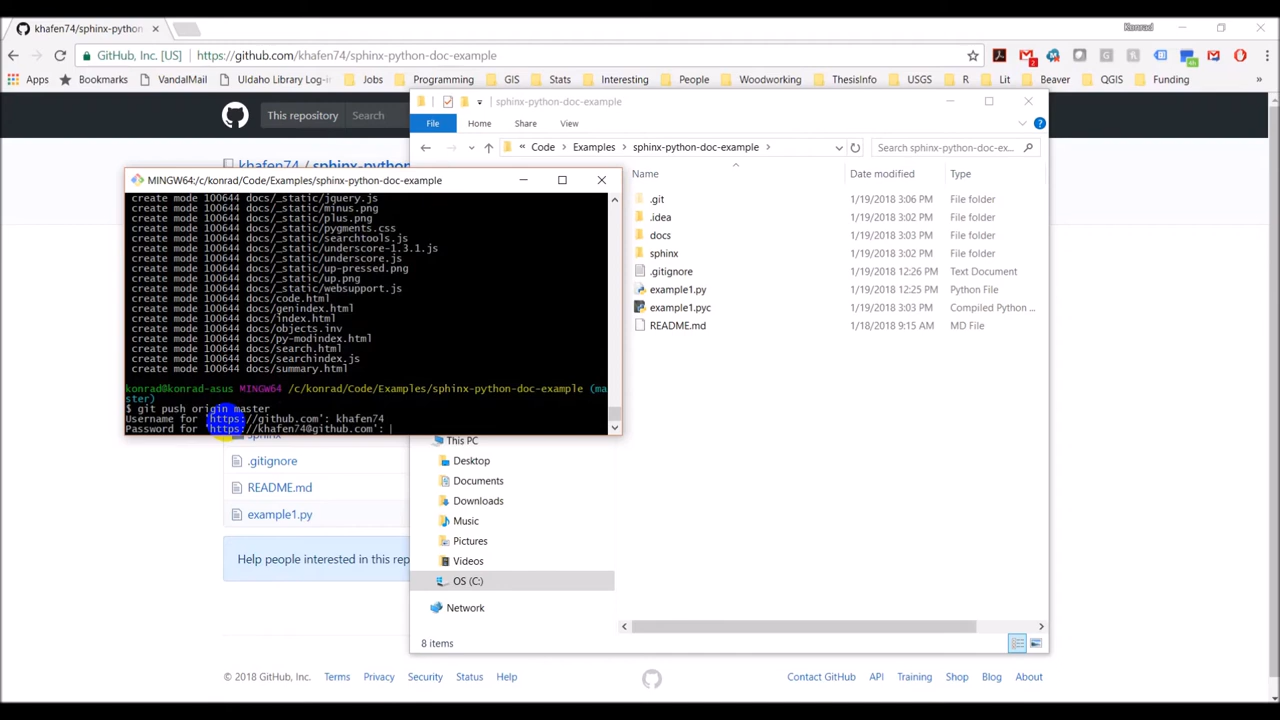 khafen74/sphinx-python
Konrad
GitHub, Inc. [US]
https://github.com/khafen74/sphinx-python-doc-example
Apps
Bookmarks
VandalMail
UIdaho Library Log-i
Jobs
Programming
GIS
Stats
Interesting
People
Woodworking
ThesisInfo
USGS
R
Lit
Beaver
QGIS
Funding
This repository
Search
khafen74 / sphinx-python
sphinx-python-doc-example
File
Home
Share
View
« Code > Examples > sphinx-python-doc-example >
Search sphinx-python-doc-ex...
Name
Date modified
Type
.git
1/19/2018 3:06 PM
File folder
.idea
1/19/2018 3:03 PM
File folder
docs
1/19/2018 3:03 PM
File folder
sphinx
1/19/2018 3:02 PM
File folder
.gitignore
1/19/2018 12:26 PM
Text Document
example1.py
1/19/2018 12:25 PM
Python File
example1.pyc
1/19/2018 3:03 PM
Compiled Python ...
README.md
1/18/2018 9:15 AM
MD File
MINGW64:/c/konrad/Code/Examples/sphinx-python-doc-example
create mode 100644 docs/_static/jquery.js
create mode 100644 docs/_static/minus.png
create mode 100644 docs/_static/plus.png
create mode 100644 docs/_static/pygments.css
create mode 100644 docs/_static/searchtools.js
create mode 100644 docs/_static/underscore-1.3.1.js
create mode 100644 docs/_static/underscore.js
create mode 100644 docs/_static/up-pressed.png
create mode 100644 docs/_static/up.png
create mode 100644 docs/_static/websupport.js
create mode 100644 docs/code.html
create mode 100644 docs/genindex.html
create mode 100644 docs/index.html
create mode 100644 docs/objects.inv
create mode 100644 docs/py-modindex.html
create mode 100644 docs/search.html
create mode 100644 docs/searchindex.js
create mode 100644 docs/summary.html
konrad@konrad-asus MINGW64 /c/konrad/Code/Examples/sphinx-python-doc-example (ma
ster)
$ git push origin master
Username for 'https://github.com': khafen74
Password for 'https://khafen74@github.com':
sphinx
.gitignore
README.md
example1.py
Help people interested in this rep
This PC
Desktop
Documents
Downloads
Music
Pictures
Videos
OS (C:)
Network
8 items
© 2018 GitHub, Inc.
Terms
Privacy
Security
Status
Help
Contact GitHub
API
Training
Shop
Blog
About